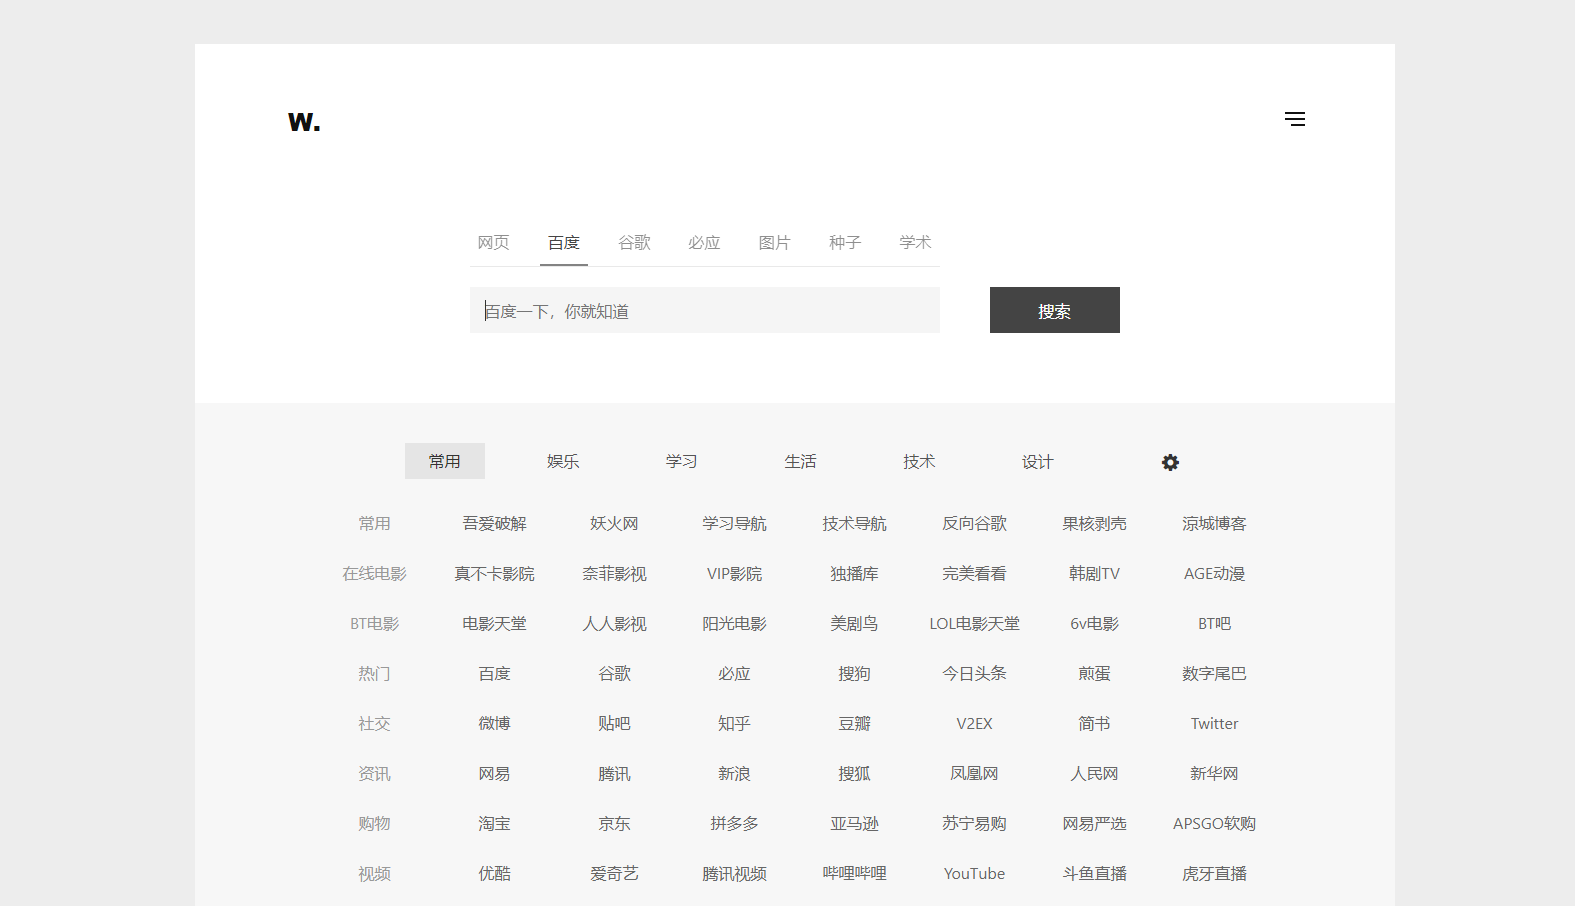 w.
网页 百度 谷歌 必应 图片 种子 学术
百度一下，你就知道 搜索
常用 娱乐 学习 生活 技术 设计
常用 吾爱破解 妖火网 学习导航 技术导航 反向谷歌 果核剥壳 涼城博客
在线电影 真不卡影院 奈菲影视 VIP影院 独播库 完美看看 韩剧TV AGE动漫
BT电影 电影天堂 人人影视 阳光电影 美剧鸟 LOL电影天堂 6v电影 BT吧
热门 百度 谷歌 必应 搜狗 今日头条 煎蛋 数字尾巴
社交 微博 贴吧 知乎 豆瓣 V2EX 简书 Twitter
资讯 网易 腾讯 新浪 搜狐 凤凰网 人民网 新华网
购物 淘宝 京东 拼多多 亚马逊 苏宁易购 网易严选 APSGO软购
视频 优酷 爱奇艺 腾讯视频 哔哩哔哩 YouTube 斗鱼直播 虎牙直播